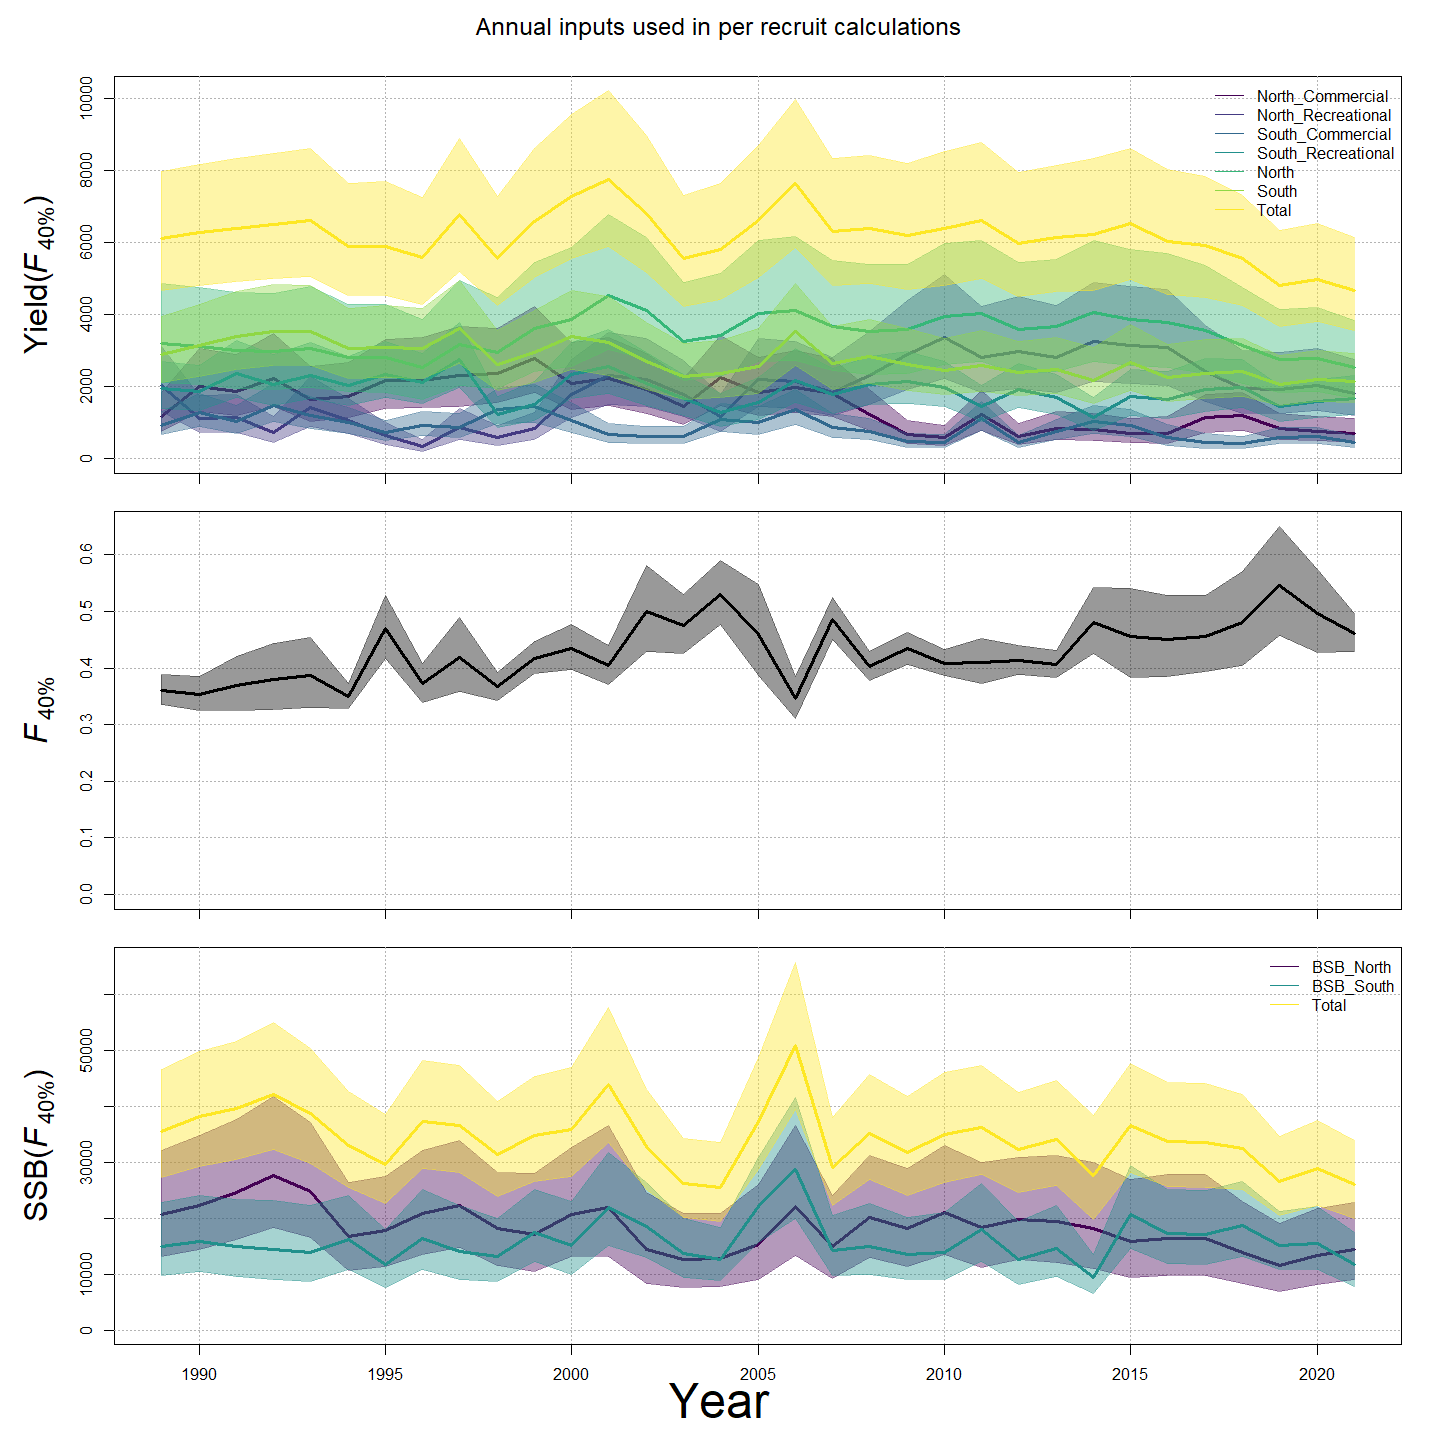 Annual inputs used in per recruit calculations
Yield(F40%)
10000
8000
6000
4000
2000
0
North_Commercial
North_Recreational
South_Commercial
South_Recreational
North
South
Total
F40%
0.6
0.5
0.4
0.3
0.2
0.1
0.0
SSB(F40%)
50000
30000
10000
0
BSB_North
BSB_South
Total
1990 1995 2000 2005 2010 2015 2020
Year